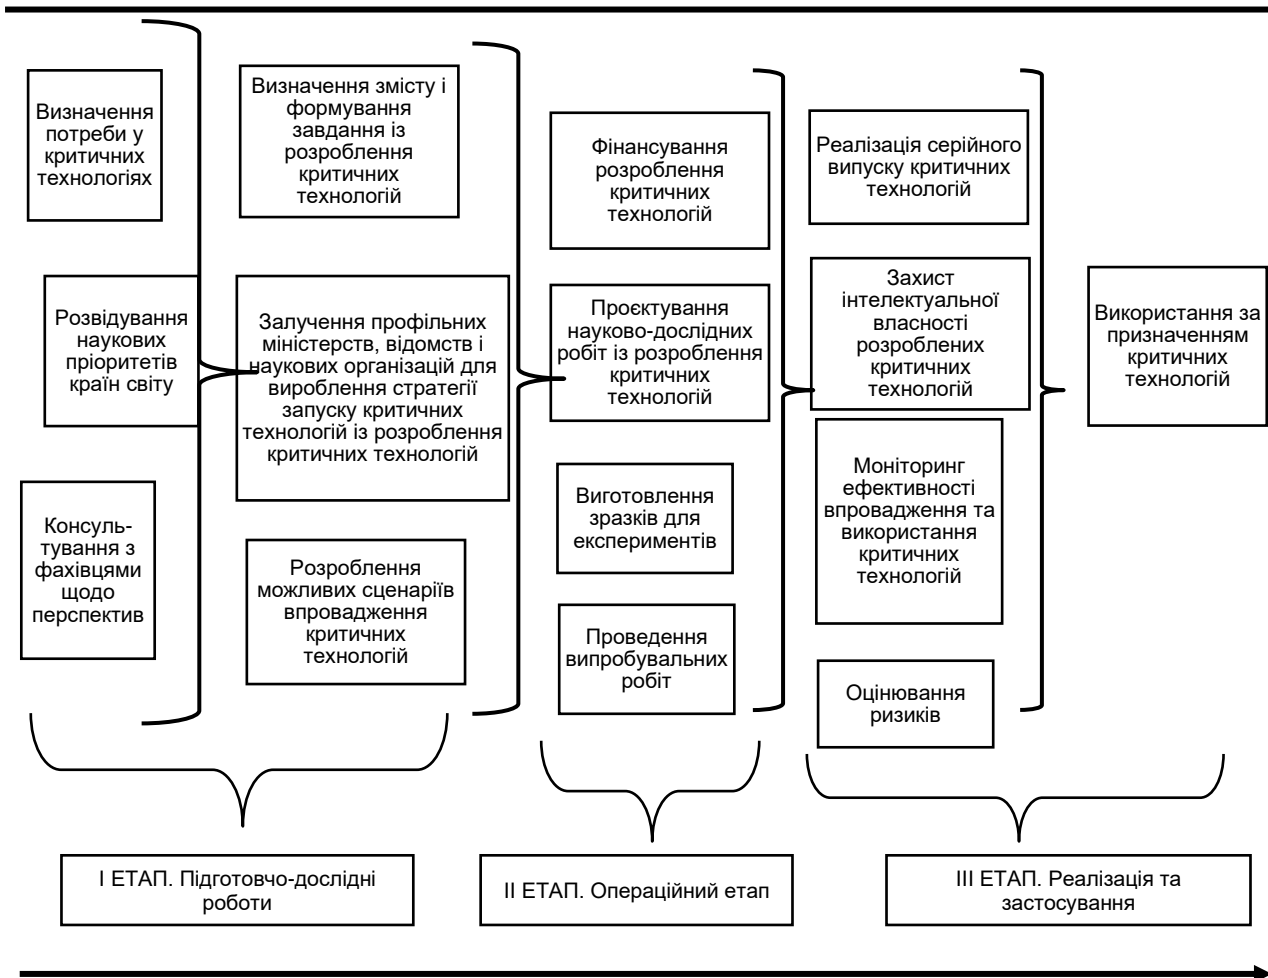 Визначення
потреби у
критичних
технологіях
Розвідування
наукових
пріоритетів
країн світу
Консуль-
тування з
фахівцями
щодо
перспектив
Визначення змісту і
формування
завдання із
розроблення
критичних
технологій
Залучення профільних
міністерств, відомств і
наукових організацій для
вироблення стратегії
запуску критичних
технологій із розроблення
критичних технологій
Розроблення
можливих сценаріїв
впровадження
критичних
технологій
Фінансування
розроблення
критичних
технологій
Проєктування
науково-дослідних
робіт із розроблення
критичних
технологій
Виготовлення
зразків для
експериментів
Проведення
випробувальних
робіт
Реалізація серійного
випуску критичних
технологій
Захист
інтелектуальної
власності
розроблених
критичних
технологій
Моніторинг
ефективності
впровадження та
використання
критичних
технологій
Оцінювання
ризиків
Використання за
призначенням
критичних
технологій
І ЕТАП. Підготовчо-дослідні
роботи
ІІ ЕТАП. Операційний етап
ІІІ ЕТАП. Реалізація та
застосування